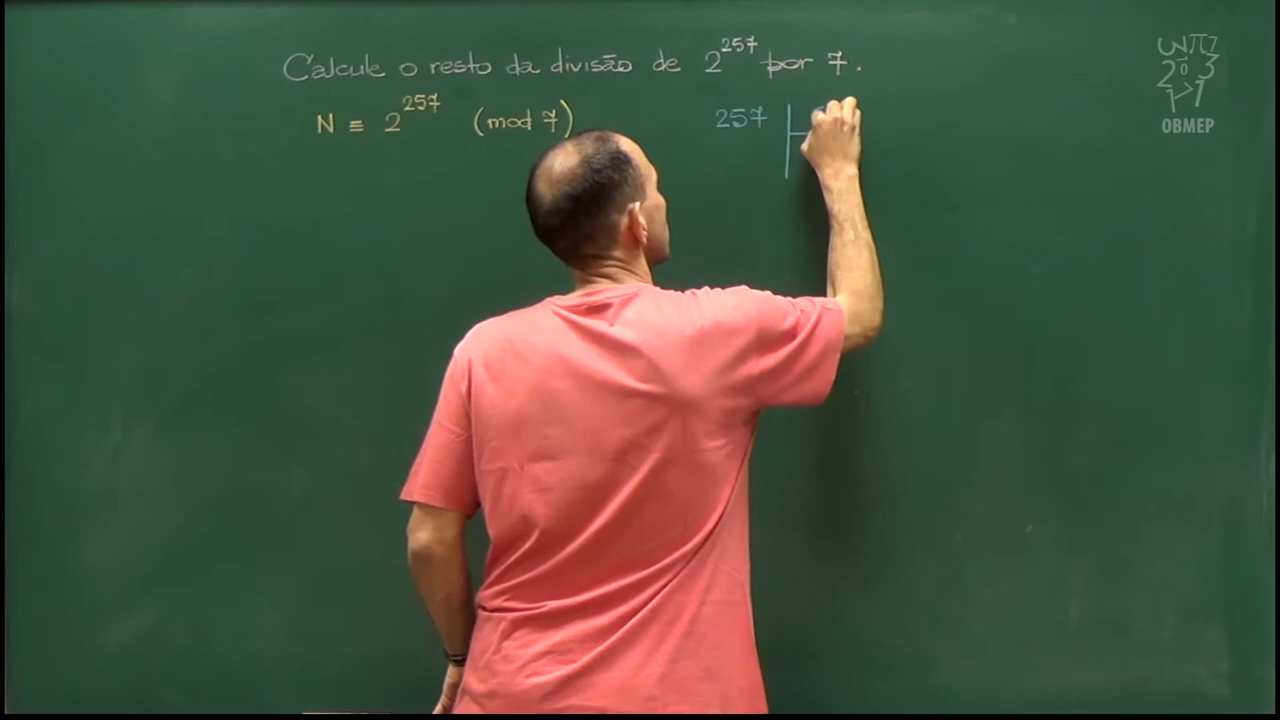 Calcule o resto da divisão de 2^257 por 7.
N ≡ 2^257 (mod 7)
257
OBMEP